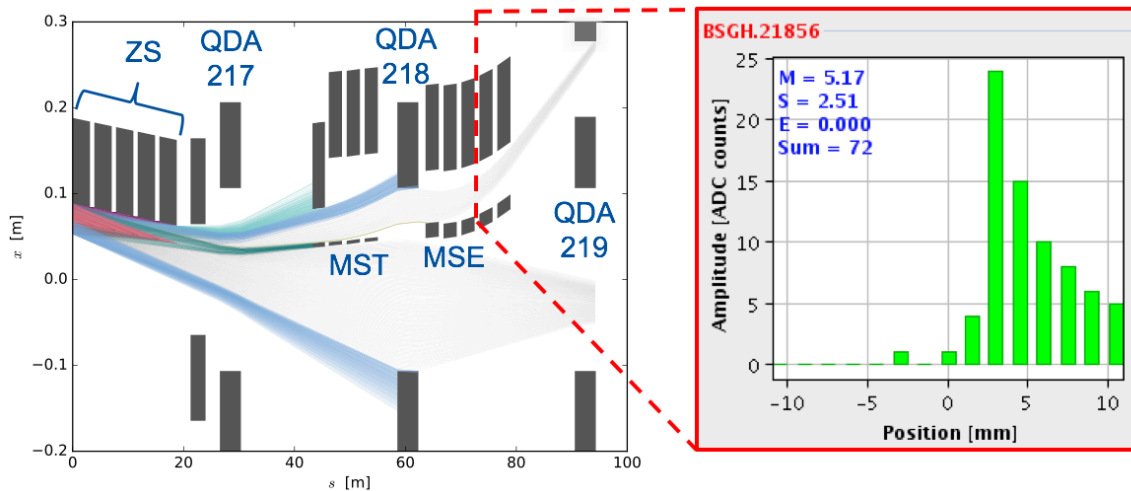 ZS
QDA
217
QDA
218
QDA
219
MST
MSE
0.3
0.2
0.1
0.0
−0.1
−0.2
x [m]
0
20
40
60
80
100
s [m]
BSGH.21856
M = 5.17
S = 2.51
E = 0.000
Sum = 72
25
20
15
10
5
0
Amplitude [ADC counts]
−10
−5
0
5
10
Position [mm]